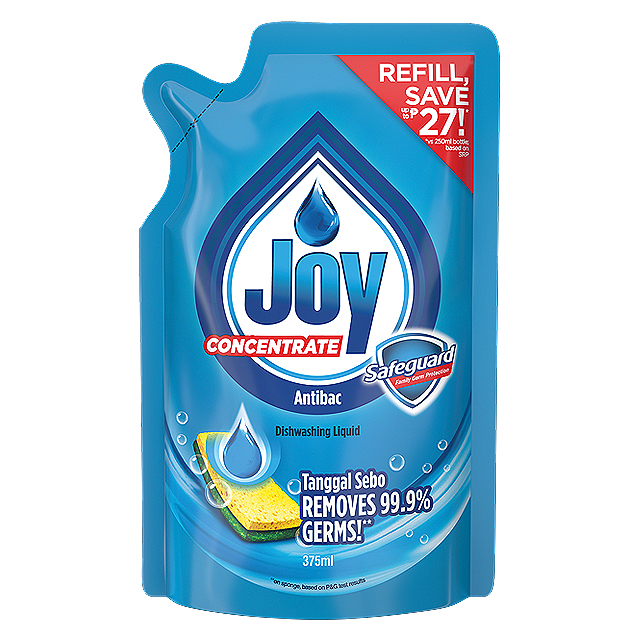 REFILL,
SAVE
up to ₱27!*
*vs 250ml bottle;
based on
SRP
JOY
CONCENTRATE
Safeguard
Family Germ Protection
Antibac
Dishwashing Liquid
Tanggal Sebo
REMOVES 99.9%
GERMS!**
375ml
**on sponge, based on P&G test results